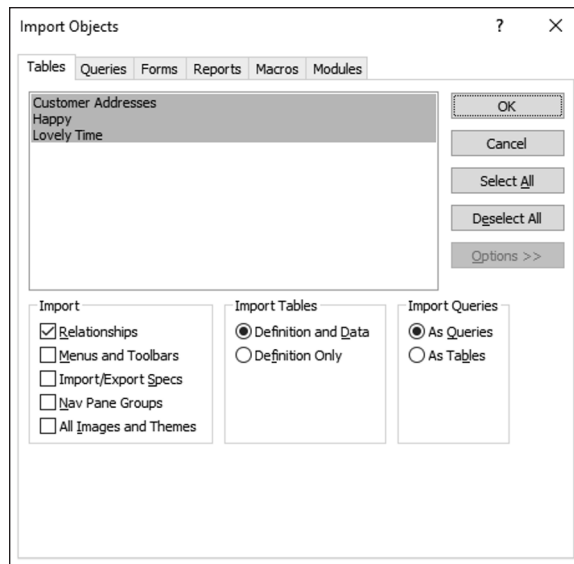 Import Objects ? ×
Tables Queries Forms Reports Macros Modules
Customer Addresses
Happy
Lovely Time
OK
Cancel
Select All
Deselect All
Options >>
Import
Relationships
Menus and Toolbars
Import/Export Specs
Nav Pane Groups
All Images and Themes
Import Tables
Definition and Data
Definition Only
Import Queries
As Queries
As Tables